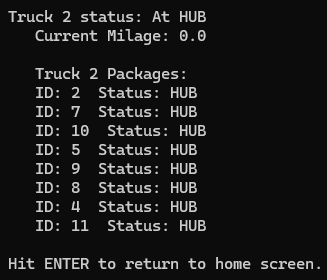 Truck 2 status: At HUB
Current Milage: 0.0
Truck 2 Packages:
ID: 2  Status: HUB
ID: 7  Status: HUB
ID: 10  Status: HUB
ID: 5  Status: HUB
ID: 9  Status: HUB
ID: 8  Status: HUB
ID: 4  Status: HUB
ID: 11  Status: HUB
Hit ENTER to return to home screen.